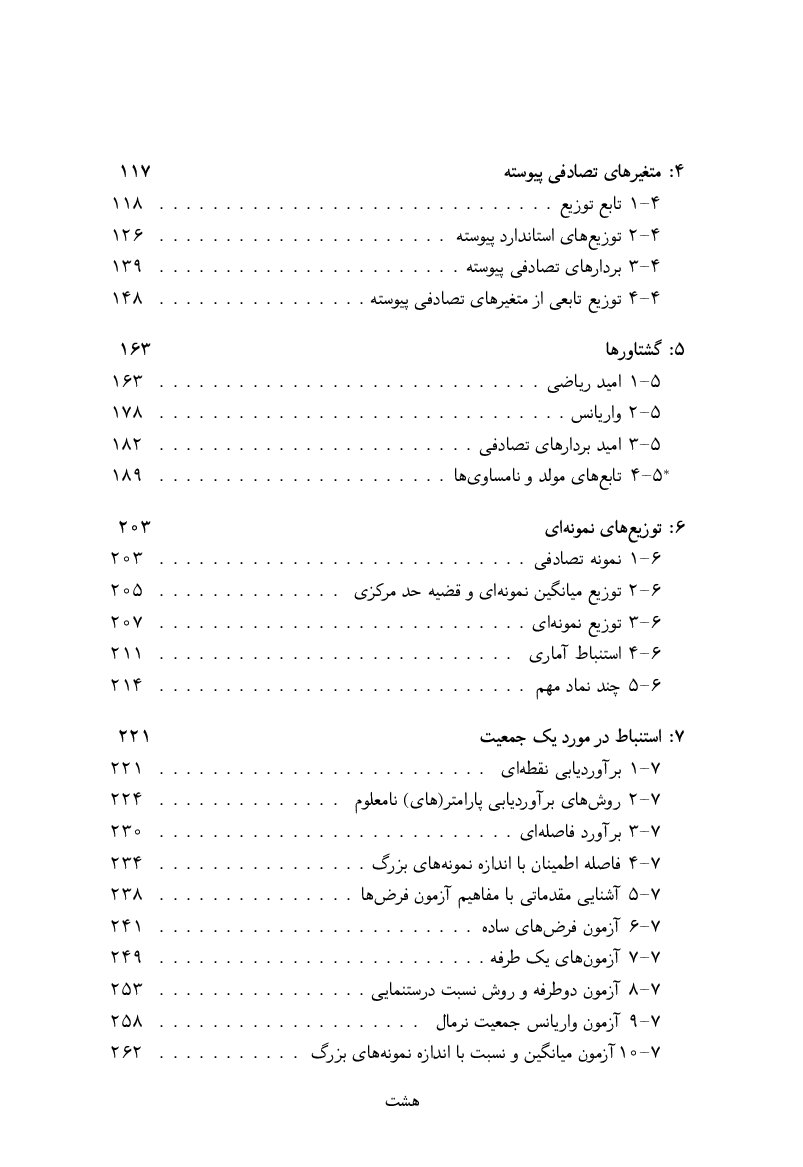 ۴: متغیرهای تصادفی پیوسته ۱۱۷
۴-۱ تابع توزیع . . . . . . . . . . . . . . . . . . . . . . . . . . . . . . ۱۱۸
۴-۲ توزیع‌های استاندارد پیوسته . . . . . . . . . . . . . . . . . . . . . . ۱۲۶
۴-۳ بردارهای تصادفی پیوسته . . . . . . . . . . . . . . . . . . . . . . . ۱۳۹
۴-۴ توزیع تابعی از متغیرهای تصادفی پیوسته . . . . . . . . . . . . . . . . ۱۴۸
۵: گشتاورها ۱۶۳
۵-۱ امید ریاضی . . . . . . . . . . . . . . . . . . . . . . . . . . . . . ۱۶۳
۵-۲ واریانس . . . . . . . . . . . . . . . . . . . . . . . . . . . . . . . ۱۷۸
۵-۳ امید بردارهای تصادفی . . . . . . . . . . . . . . . . . . . . . . . . ۱۸۲
*۵-۴ تابع‌های مولد و نامساوی‌ها . . . . . . . . . . . . . . . . . . . . . . ۱۸۹
۶: توزیع‌های نمونه‌ای ۲۰۳
۶-۱ نمونه تصادفی . . . . . . . . . . . . . . . . . . . . . . . . . . . . ۲۰۳
۶-۲ توزیع میانگین نمونه‌ای و قضیه حد مرکزی . . . . . . . . . . . . . . ۲۰۵
۶-۳ توزیع نمونه‌ای . . . . . . . . . . . . . . . . . . . . . . . . . . . . ۲۰۷
۶-۴ استنباط آماری . . . . . . . . . . . . . . . . . . . . . . . . . . . ۲۱۱
۶-۵ چند نماد مهم . . . . . . . . . . . . . . . . . . . . . . . . . . . . ۲۱۴
۷: استنباط در مورد یک جمعیت ۲۲۱
۷-۱ برآوردیابی نقطه‌ای . . . . . . . . . . . . . . . . . . . . . . . . . ۲۲۱
۷-۲ روش‌های برآوردیابی پارامتر(های) نامعلوم . . . . . . . . . . . . . . ۲۲۴
۷-۳ برآورد فاصله‌ای . . . . . . . . . . . . . . . . . . . . . . . . . . . ۲۳۰
۷-۴ فاصله اطمینان با اندازه نمونه‌های بزرگ . . . . . . . . . . . . . . . . ۲۳۴
۷-۵ آشنایی مقدماتی با مفاهیم آزمون فرض‌ها . . . . . . . . . . . . . . . ۲۳۸
۷-۶ آزمون فرض‌های ساده . . . . . . . . . . . . . . . . . . . . . . . . ۲۴۱
۷-۷ آزمون‌های یک طرفه . . . . . . . . . . . . . . . . . . . . . . . . . ۲۴۹
۷-۸ آزمون دوطرفه و روش نسبت درستنمایی . . . . . . . . . . . . . . . . ۲۵۳
۷-۹ آزمون واریانس جمعیت نرمال . . . . . . . . . . . . . . . . . . . . ۲۵۸
۷-۱۰ آزمون میانگین و نسبت با اندازه نمونه‌های بزرگ . . . . . . . . . . . ۲۶۲
هشت